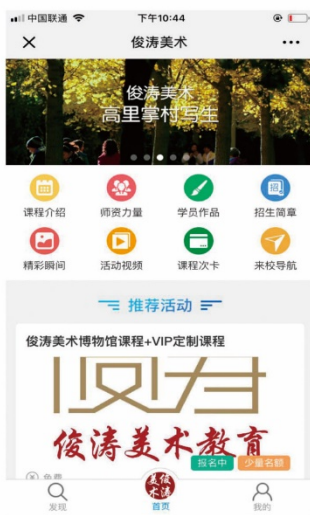 中国联通 下午10:44
俊涛美术
俊涛美术
高里掌村写生
课程介绍 师资力量 学员作品 招生简章
精彩瞬间 活动视频 课程次卡 来校导航
推荐活动
俊涛美术博物馆课程+VIP定制课程
俊涛美术教育
报名中 少量名额
免费
发现 首页 我的